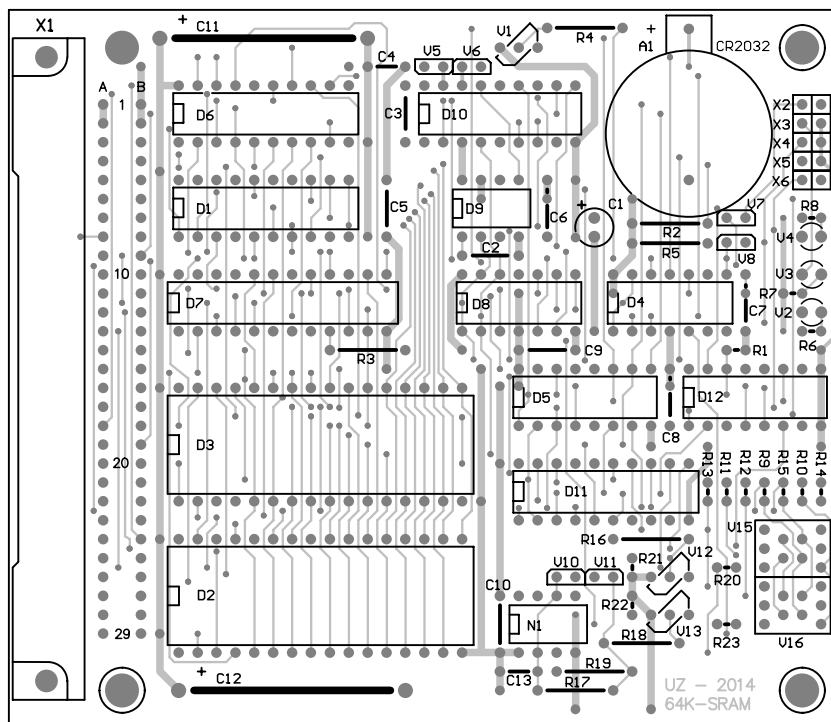 X1
+
C11
C4
V5
V6
V1
R4
+
A1
CR2032
A
B
1
D6
C3
D10
X2
X3
X4
X5
X6
D1
C5
D9
C6
+
C1
V7
R8
R2
V4
R5
V8
C2
10
D7
D8
D4
C7
V3
R7
V2
R3
C9
R1
R6
D5
D12
C8
D3
20
D11
R13
R11
R12
R9
R15
R10
R14
R16
V15
V10
V11
R21
V12
R20
D2
C10
R22
N1
V13
29
R18
R23
V16
+
C12
C13
R19
R17
UZ - 2014
64K-SRAM